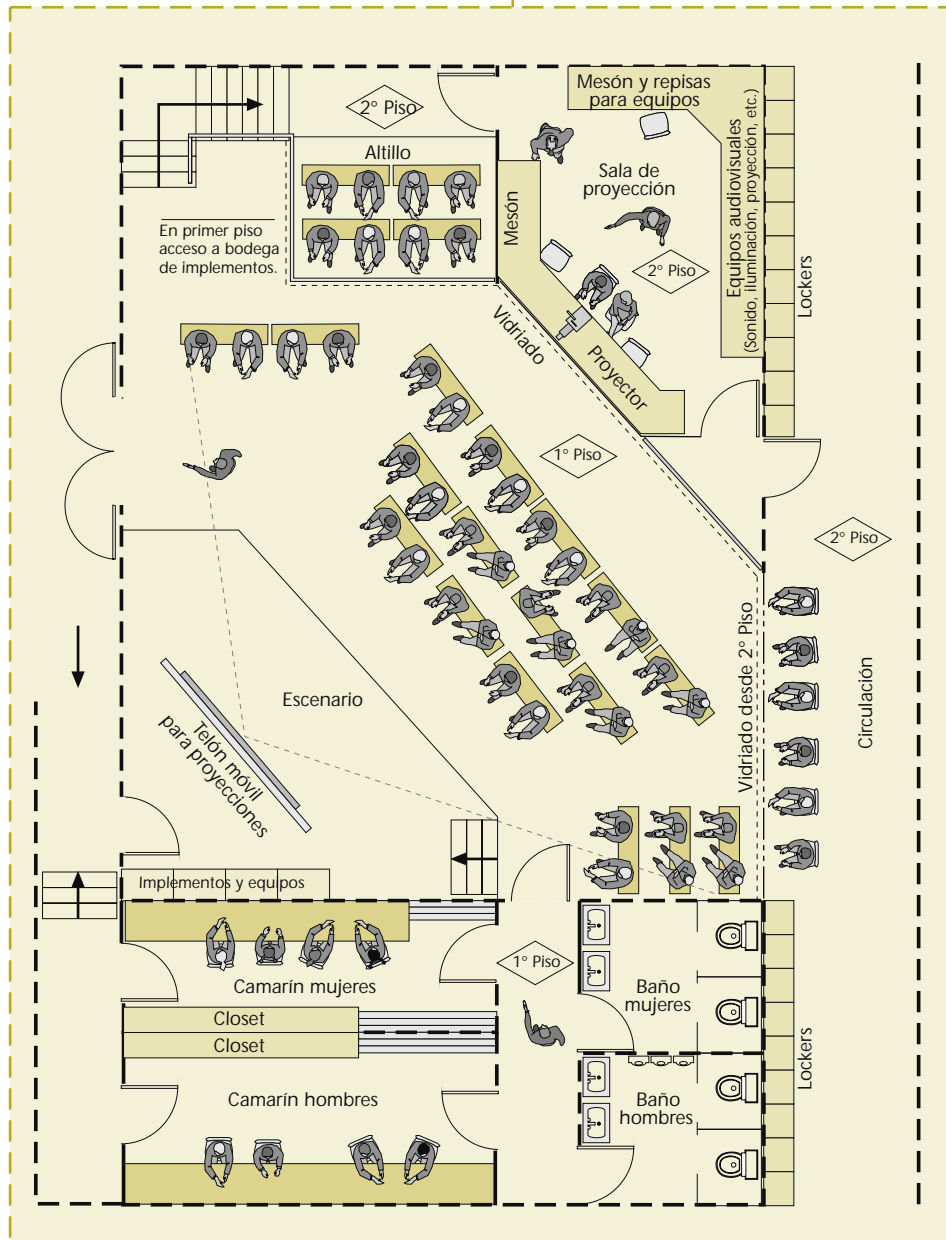 2° Piso
Altillo
En primer piso
acceso a bodega
de implementos.
Mesón y repisas
para equipos
Sala de
proyección
Mesón
2° Piso
Equipos audiovisuales
(Sonido, iluminación, proyección, etc.)
Lockers
Vidriado
Proyector
1° Piso
2° Piso
Escenario
Telón móvil
para proyecciones
Vidriado desde 2° Piso
Circulación
Implementos y equipos
Camarín mujeres
1° Piso
Baño
mujeres
Closet
Closet
Camarín hombres
Baño
hombres
Lockers